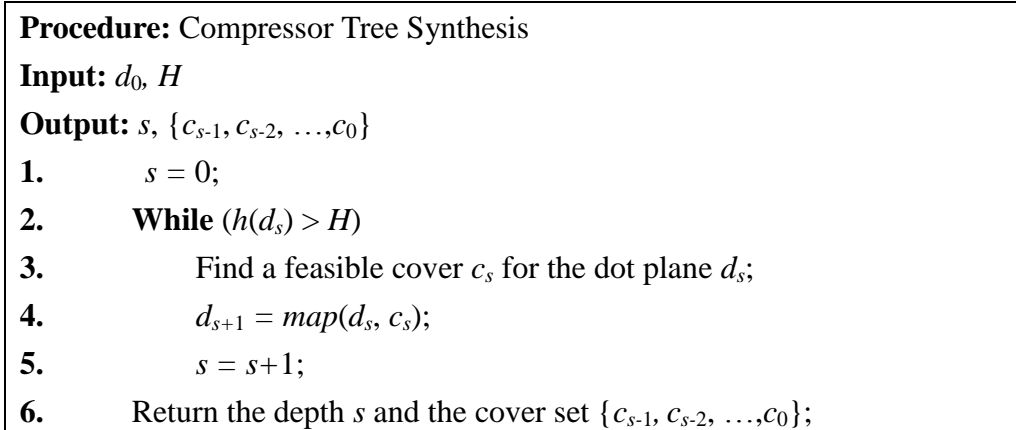 Procedure: Compressor Tree Synthesis
Input: d0, H
Output: s, {cs-1, cs-2, …,c0}
1. s = 0;
2. While (h(ds) > H)
3. Find a feasible cover cs for the dot plane ds;
4. ds+1 = map(ds, cs);
5. s = s+1;
6. Return the depth s and the cover set {cs-1, cs-2, …,c0};